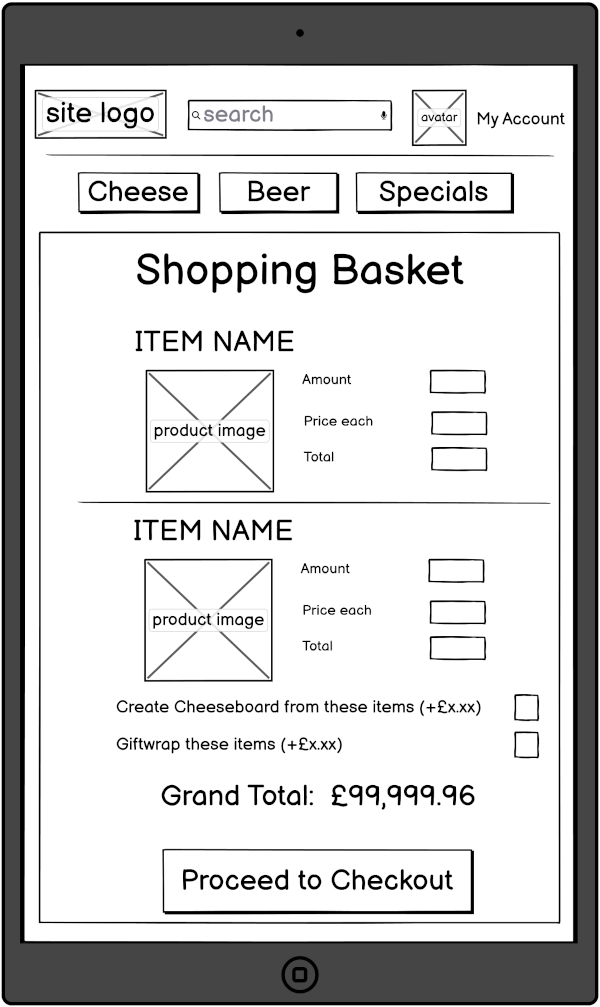 site logo
search
avatar
My Account
Cheese
Beer
Specials
Shopping Basket
ITEM NAME
product image
Amount
Price each
Total
ITEM NAME
product image
Amount
Price each
Total
Create Cheeseboard from these items (+£x.xx)
Giftwrap these items (+£x.xx)
Grand Total: £99,999.96
Proceed to Checkout